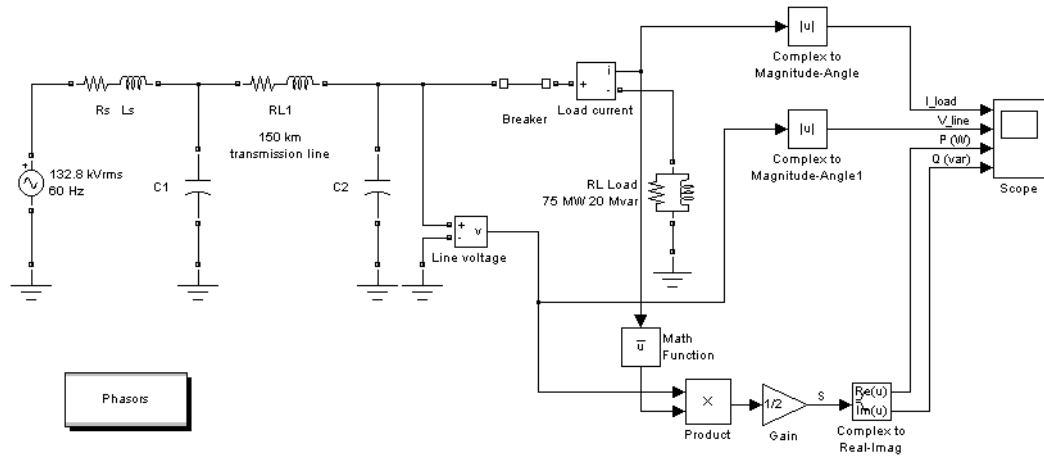 |u|
Complex to
Magnitude-Angle
i
+
-
Load current
Rs Ls
RL1
Breaker
I_load
V_line
P (W)
Q (var)
Scope
|u|
Complex to
Magnitude-Angle1
150 km
transmission line
+
132.8 kVrms
60 Hz
C1
C2
RL Load
75 MW 20 Mvar
+
-
v
Line voltage
u
Math
Function
Phasors
×
Product
1/2
Gain
S
Re(u)
Im(u)
Complex to
Real-Imag